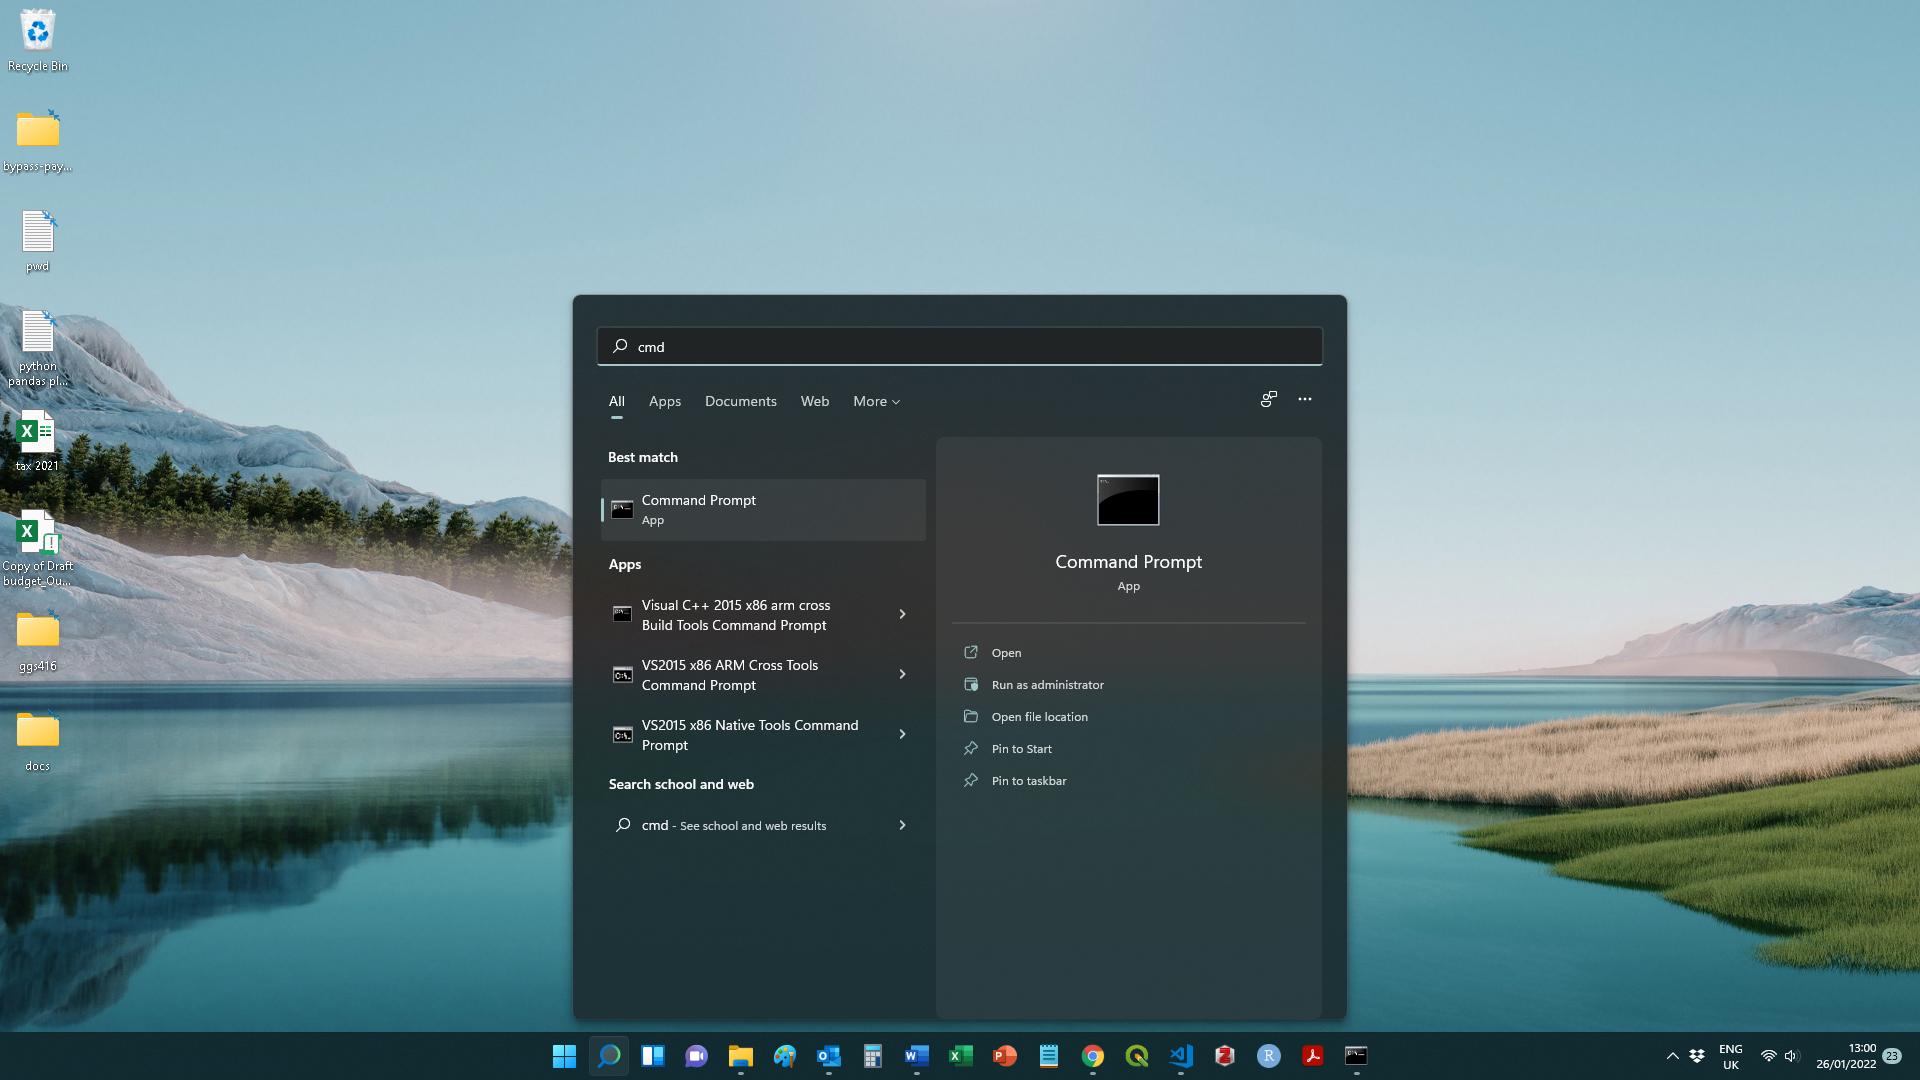 Recycle Bin
bypass-pay...
pwd
python
pandas pl...
tax 2021
Copy of Draft
budget_Qu...
ggs416
docs
cmd
All Apps Documents Web More
Best match
Command Prompt
App
Apps
Visual C++ 2015 x86 arm cross
Build Tools Command Prompt
VS2015 x86 ARM Cross Tools
Command Prompt
VS2015 x86 Native Tools Command
Prompt
Search school and web
cmd - See school and web results
Command Prompt
App
Open
Run as administrator
Open file location
Pin to Start
Pin to taskbar
ENG
UK
13:00
26/01/2022
23